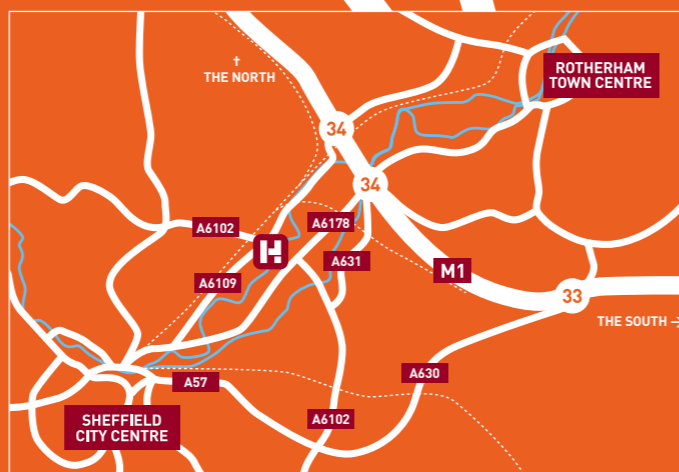 †
THE NORTH
ROTHERHAM
TOWN CENTRE
34
34
A6102
A6178
H
A631
M1
A6109
33
THE SOUTH →
A630
A57
SHEFFIELD
CITY CENTRE
A6102